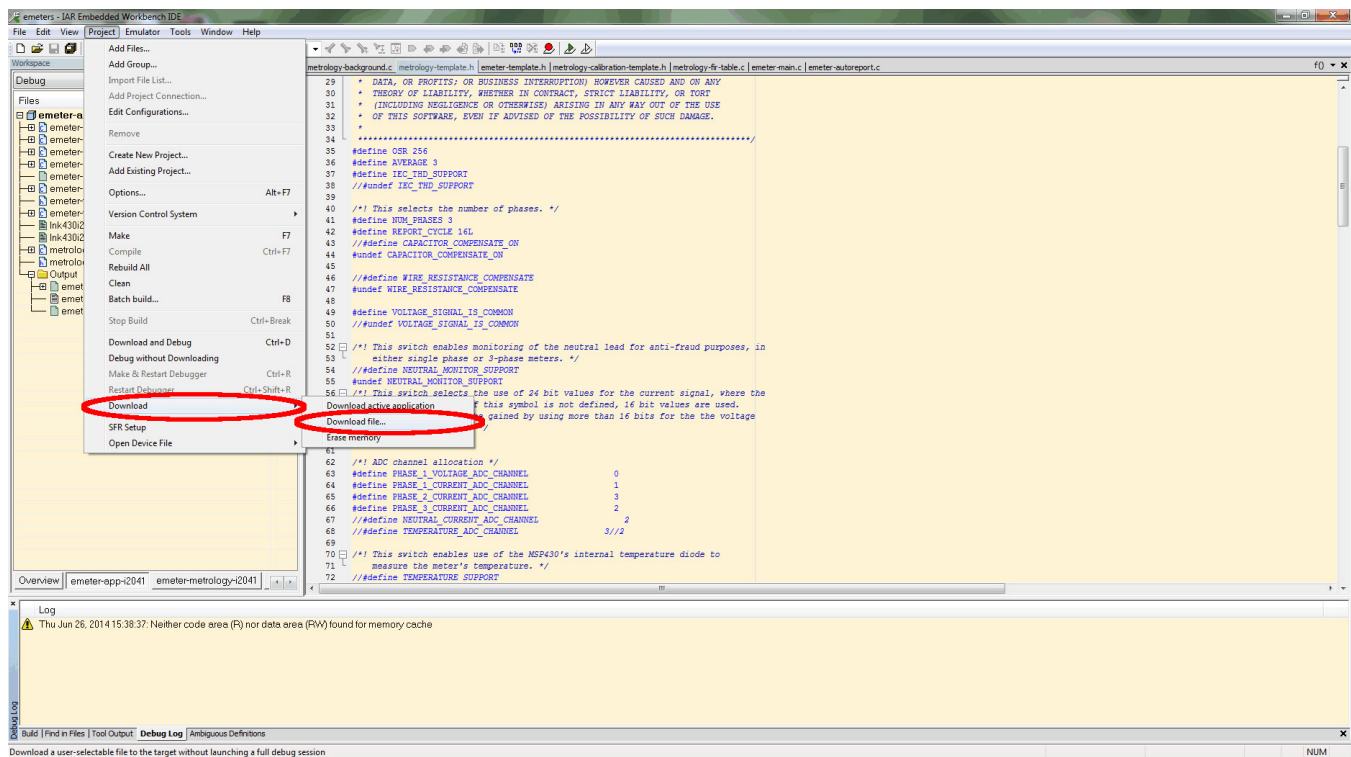 emeters - IAR Embedded Workbench IDE
File Edit View Project Emulator Tools Window Help
Workspace
Debug
Files
emeter-a
emeter-
emeter-
emeter-
emeter-
emeter-
emeter-
emeter-
emeter-
lnk430i2
lnk430i2
metrolo
metrolo
Output
emet
emet
emet
Overview emeter-app-i2041 emeter-metrology-i2041
Add Files...
Add Group...
Import File List...
Add Project Connection...
Edit Configurations...
Remove
Create New Project...
Add Existing Project...
Options... Alt+F7
Version Control System
Make F7
Compile Ctrl+F7
Rebuild All
Clean
Batch build... F8
Stop Build Ctrl+Break
Download and Debug Ctrl+D
Debug without Downloading
Make & Restart Debugger Ctrl+R
Restart Debugger Ctrl+Shift+R
Download
SFR Setup
Open Device File
Download active application
Download file...
Erase memory
metrology-background.c metrology-template.h emeter-template.h metrology-calibration-template.h metrology-fir-table.c emeter-main.c emeter-autoreport.c f()
29 * DATA, OR PROFITS; OR BUSINESS INTERRUPTION) HOWEVER CAUSED AND ON ANY
30 * THEORY OF LIABILITY, WHETHER IN CONTRACT, STRICT LIABILITY, OR TORT
31 * (INCLUDING NEGLIGENCE OR OTHERWISE) ARISING IN ANY WAY OUT OF THE USE
32 * OF THIS SOFTWARE, EVEN IF ADVISED OF THE POSSIBILITY OF SUCH DAMAGE.
33 *
34 ******************************************************************************/
35 #define OSR 256
36 #define AVERAGE 3
37 #define IEC_THD_SUPPORT
38 //#undef IEC_THD_SUPPORT
39
40 /*! This selects the number of phases. */
41 #define NUM_PHASES 3
42 #define REPORT_CYCLE 16L
43 //#define CAPACITOR_COMPENSATE_ON
44 #undef CAPACITOR_COMPENSATE_ON
45
46 //#define WIRE_RESISTANCE_COMPENSATE
47 #undef WIRE_RESISTANCE_COMPENSATE
48
49 #define VOLTAGE_SIGNAL_IS_COMMON
50 //#undef VOLTAGE_SIGNAL_IS_COMMON
51
52 /*! This switch enables monitoring of the neutral lead for anti-fraud purposes, in
53 either single phase or 3-phase meters. */
54 //#define NEUTRAL_MONITOR_SUPPORT
55 #undef NEUTRAL_MONITOR_SUPPORT
56 /*! This switch selects the use of 24 bit values for the current signal, where the
f this symbol is not defined, 16 bit values are used.
gained by using more than 16 bits for the the voltage
61
62 /*! ADC channel allocation */
63 #define PHASE_1_VOLTAGE_ADC_CHANNEL 0
64 #define PHASE_1_CURRENT_ADC_CHANNEL 1
65 #define PHASE_2_CURRENT_ADC_CHANNEL 3
66 #define PHASE_3_CURRENT_ADC_CHANNEL 2
67 //#define NEUTRAL_CURRENT_ADC_CHANNEL 2
68 //#define TEMPERATURE_ADC_CHANNEL 3//2
69
70 /*! This switch enables use of the MSP430's internal temperature diode to
71 measure the meter's temperature. */
72 //#define TEMPERATURE_SUPPORT
Log
Thu Jun 26, 2014 15:38:37: Neither code area (R) nor data area (RW) found for memory cache
Debug Log
Build Find in Files Tool Output Debug Log Ambiguous Definitions
Download a user-selectable file to the target without launching a full debug session NUM